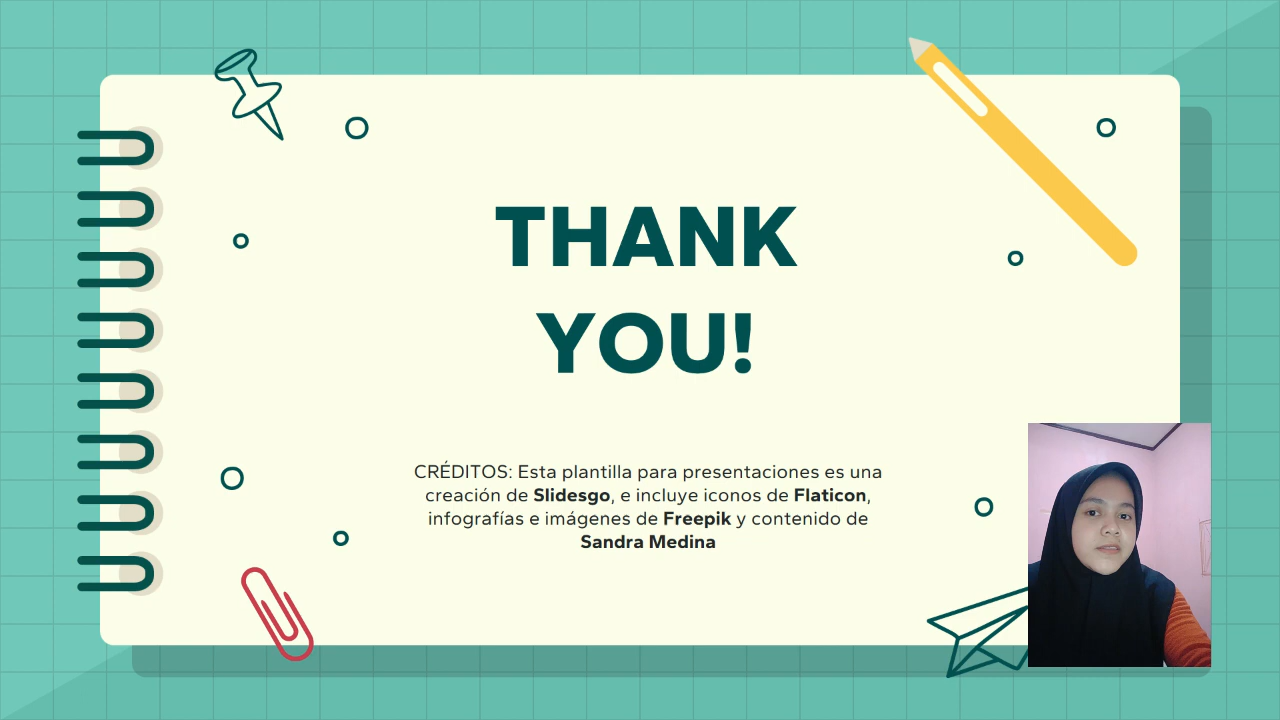 THANK
YOU!
CRÉDITOS: Esta plantilla para presentaciones es una
creación de Slidesgo, e incluye iconos de Flaticon,
infografías e imágenes de Freepik y contenido de
Sandra Medina